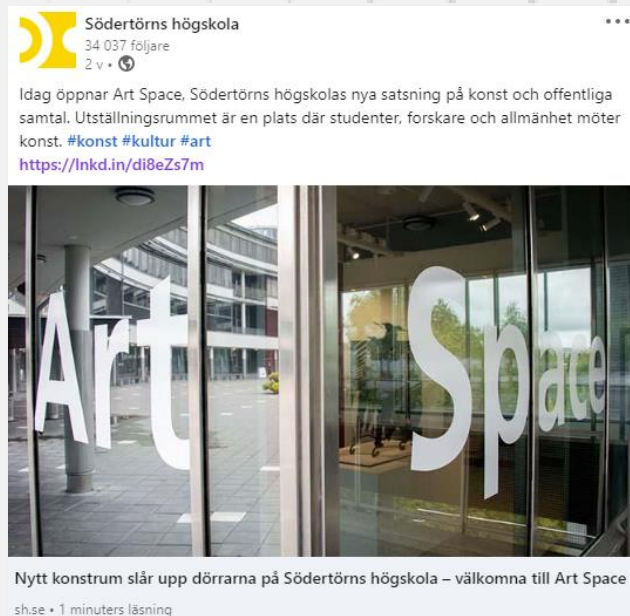 Södertörns högskola
34 037 följare
2 v •
Idag öppnar Art Space, Södertörns högskolas nya satsning på konst och offentliga
samtal. Utställningsrummet är en plats där studenter, forskare och allmänhet möter
konst. #konst #kultur #art
https://lnkd.in/di8eZs7m
Art Space
Nytt konstrum slår upp dörrarna på Södertörns högskola – välkomna till Art Space
sh.se • 1 minuters läsning